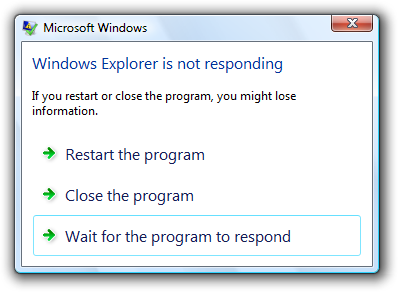 Microsoft Windows
Windows Explorer is not responding
If you restart or close the program, you might lose
information.
Restart the program
Close the program
Wait for the program to respond